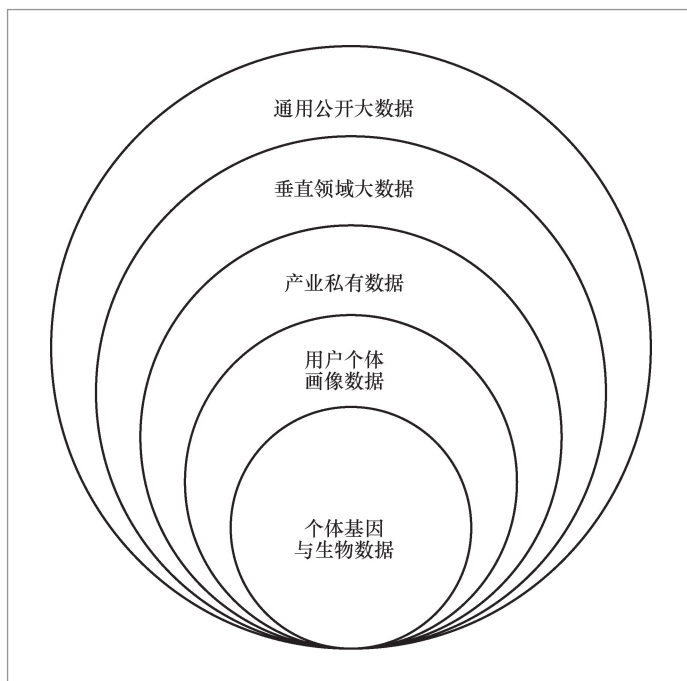 通用公开大数据
垂直领域大数据
产业私有数据
用户个体
画像数据
个体基因
与生物数据